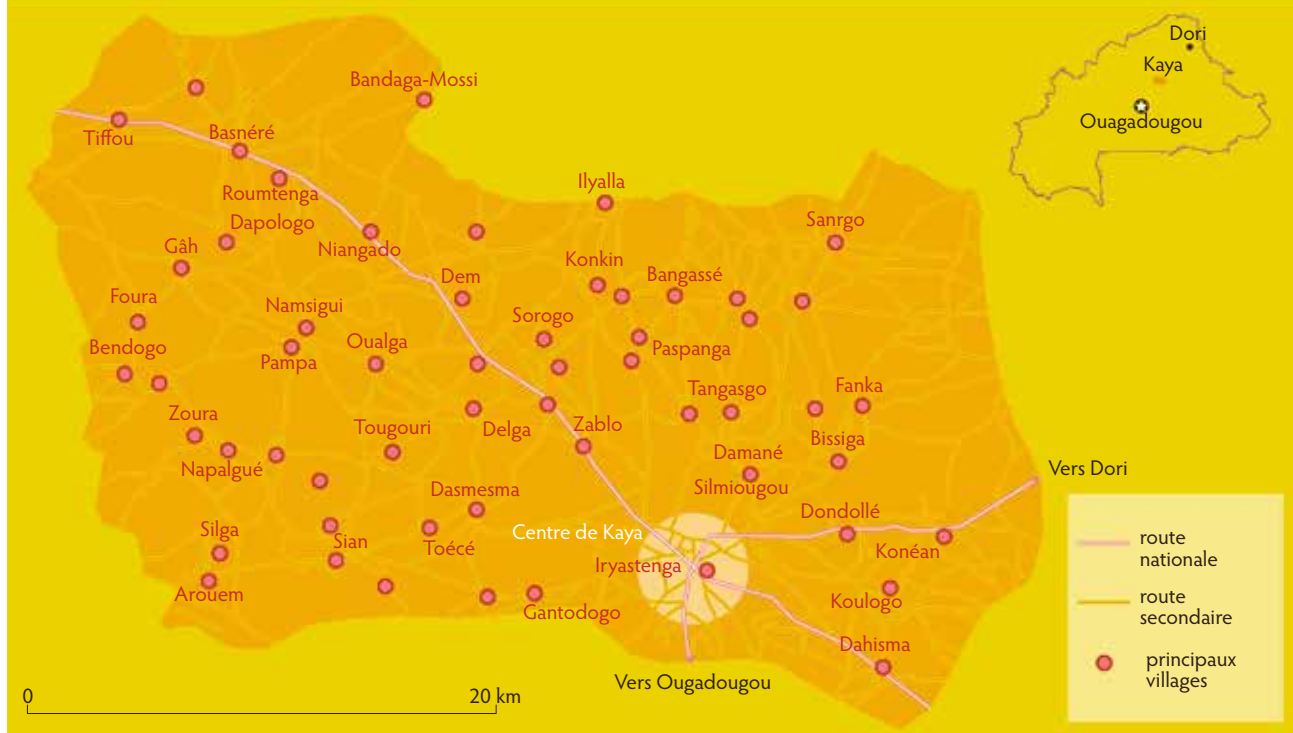 Dori
Kaya
Ouagadougou
Bandaga-Mossi
Tiffou
Basnéré
Roumtenga
Ilyalla
Dapologo
Sanrgo
Gâh
Niangado
Konkin
Bangassé
Dem
Foura
Namsigui
Sorogo
Bendogo
Pampa
Oualga
Paspanga
Tangasgo
Fanka
Zoura
Tougouri
Delga
Zablo
Bissiga
Napalgué
Damané
Vers Dori
Dasmesma
Silmiougou
Silga
Sian
Toécé
Centre de Kaya
Dondollé
Konéan
Iryastenga
Arouem
Gantodogo
Koulogo
Dahisma
Vers Ougadougou
0
20 km
route
nationale
route
secondaire
principaux
villages